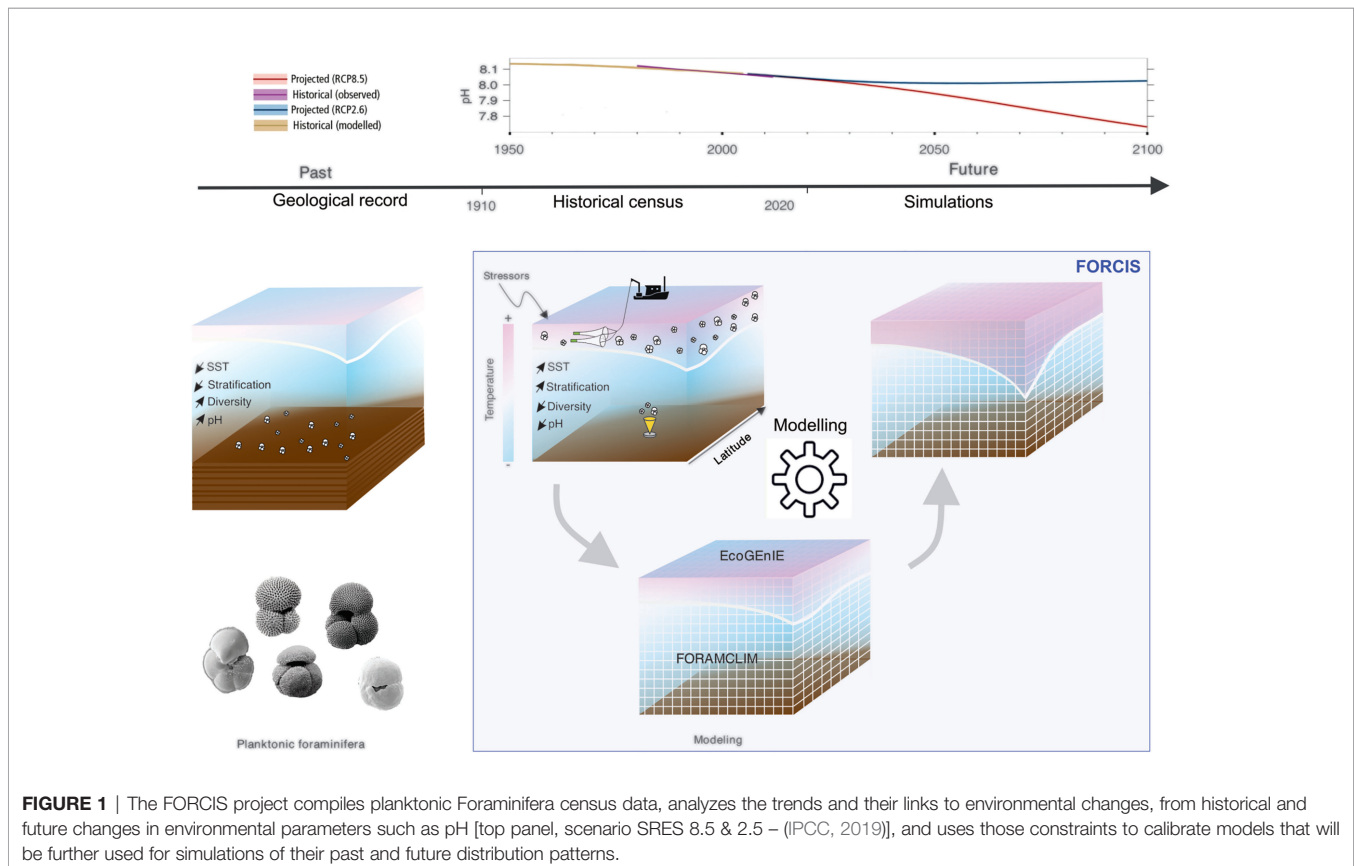 Projected (RCP8.5)
Historical (observed)
Projected (RCP2.6)
Historical (modelled)
pH
8.1
8.0
7.9
7.8
1950
2000
2050
2100
Past
Future
Geological record
1910
Historical census
2020
Simulations
FORCIS
Stressors
SST
Stratification
Diversity
pH
+
Temperature
-
SST
Stratification
Diversity
pH
Latitude
Modelling
EcoGEnIE
FORAMCLIM
Planktonic foraminifera
Modeling
FIGURE 1 | The FORCIS project compiles planktonic Foraminifera census data, analyzes the trends and their links to environmental changes, from historical and
future changes in environmental parameters such as pH [top panel, scenario SRES 8.5 & 2.5 – (IPCC, 2019)], and uses those constraints to calibrate models that will
be further used for simulations of their past and future distribution patterns.